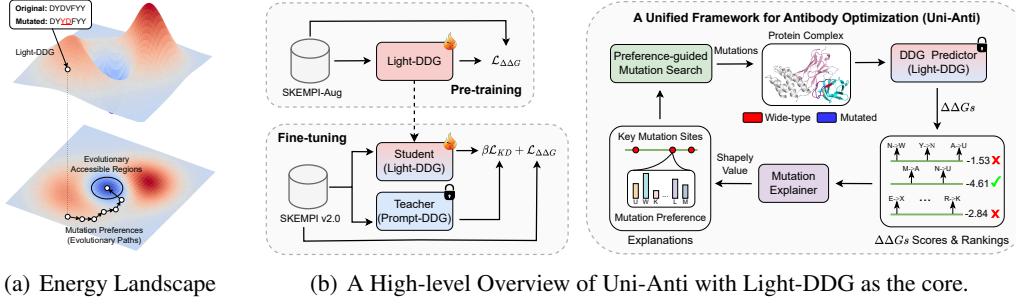 Original: DYDVFYY
Mutated: DYYDFYY
Light-DDG
Evolutionary
Accessible Regions
Mutation Preferences
(Evolutionary Paths)
(a) Energy Landscape
SKEMPI-Aug
Light-DDG
ℒΔΔG
Pre-training
Fine-tuning
SKEMPI v2.0
Student
(Light-DDG)
Teacher
(Prompt-DDG)
βℒKD + ℒΔΔG
A Unified Framework for Antibody Optimization (Uni-Anti)
Preference-guided
Mutation Search
Mutations
Protein Complex
Wide-type
Mutated
DDG Predictor
(Light-DDG)
ΔΔGs
N->W Y->N A->U
-1.53 X
M->A N->U
-4.61 ✓
E->X ... R->K
-2.84 X
ΔΔGs Scores & Rankings
Mutation
Explainer
Shapely
Value
Key Mutation Sites
...
U W K ... L M
Mutation Preference
Explanations
(b) A High-level Overview of Uni-Anti with Light-DDG as the core.